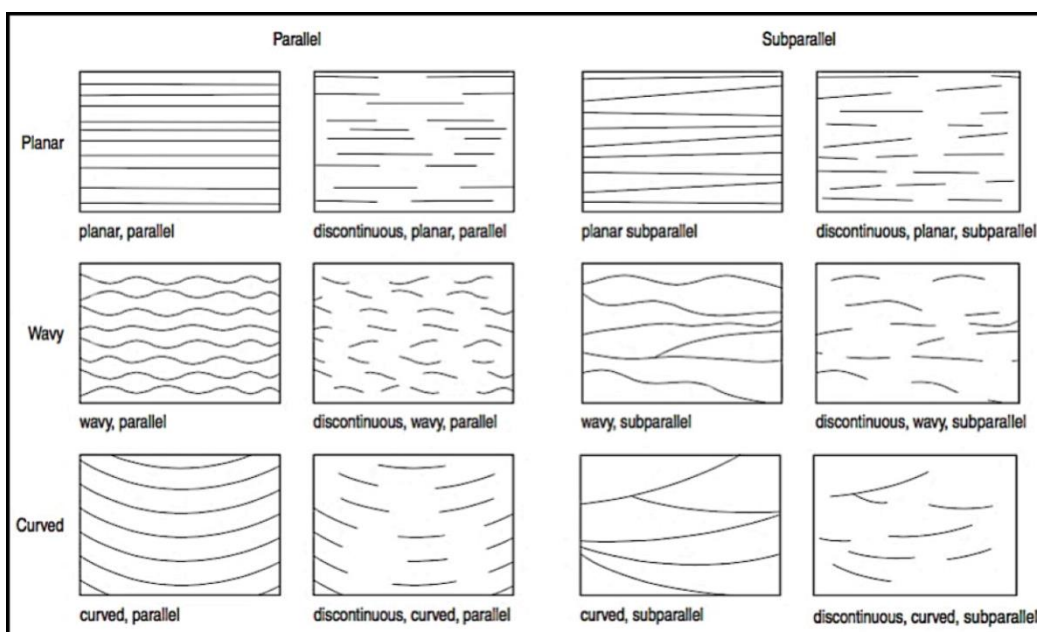 Parallel
Subparallel
Planar
planar, parallel
discontinuous, planar, parallel
planar subparallel
discontinuous, planar, subparallel
Wavy
wavy, parallel
discontinuous, wavy, parallel
wavy, subparallel
discontinuous, wavy, subparallel
Curved
curved, parallel
discontinuous, curved, parallel
curved, subparallel
discontinuous, curved, subparallel